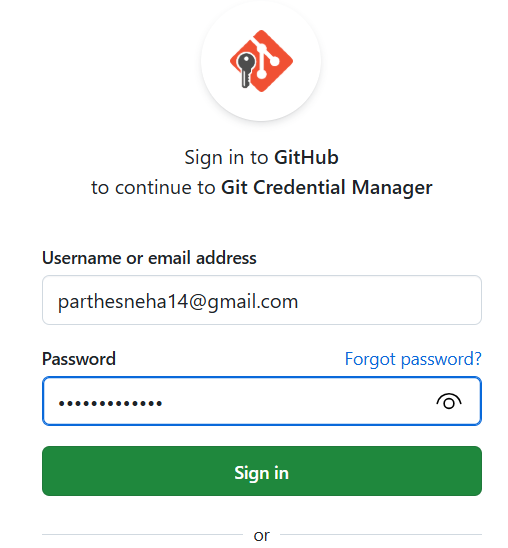 Sign in to GitHub
to continue to Git Credential Manager
Username or email address
parthesneha14@gmail.com
Password Forgot password?
•••••••••••••
Sign in
or